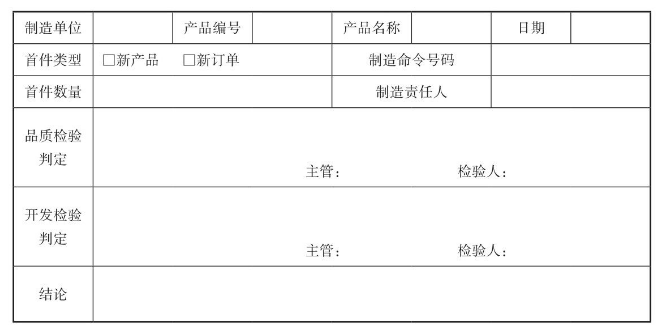 制造单位 产品编号 产品名称 日期
首件类型 □新产品 □新订单 制造命令号码
首件数量 制造责任人
品质检验
判定
主管： 检验人：
开发检验
判定
主管： 检验人：
结论